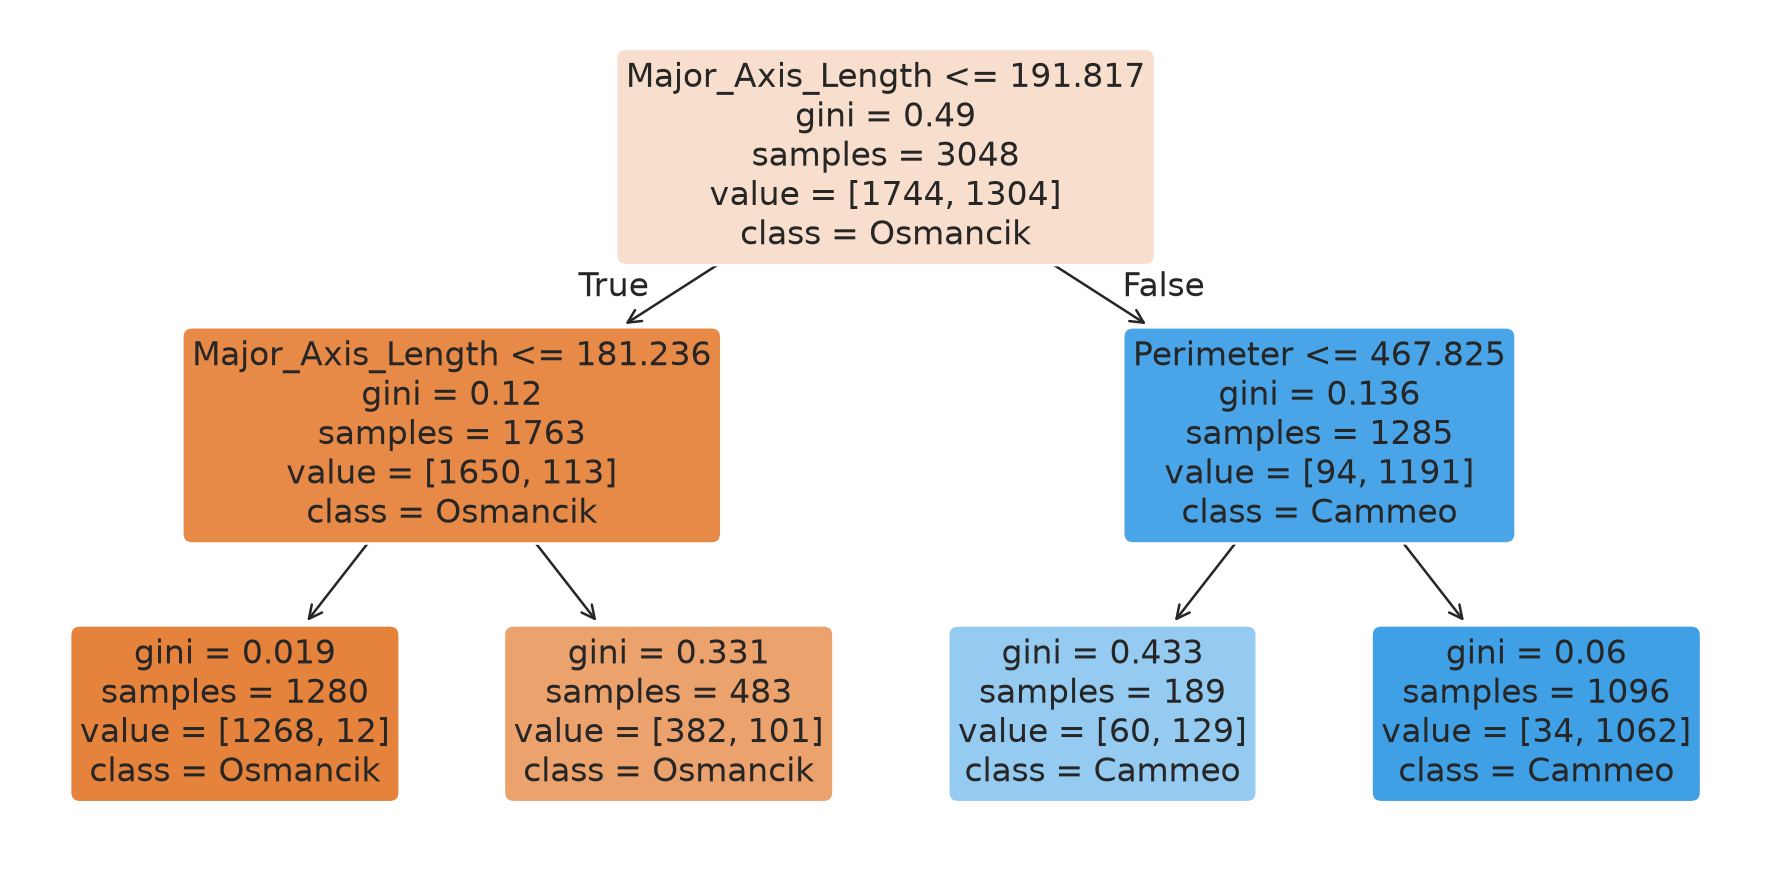 Major_Axis_Length <= 191.817
gini = 0.49
samples = 3048
value = [1744, 1304]
class = Osmancik
True
False
Major_Axis_Length <= 181.236
gini = 0.12
samples = 1763
value = [1650, 113]
class = Osmancik
Perimeter <= 467.825
gini = 0.136
samples = 1285
value = [94, 1191]
class = Cammeo
gini = 0.019
samples = 1280
value = [1268, 12]
class = Osmancik
gini = 0.331
samples = 483
value = [382, 101]
class = Osmancik
gini = 0.433
samples = 189
value = [60, 129]
class = Cammeo
gini = 0.06
samples = 1096
value = [34, 1062]
class = Cammeo